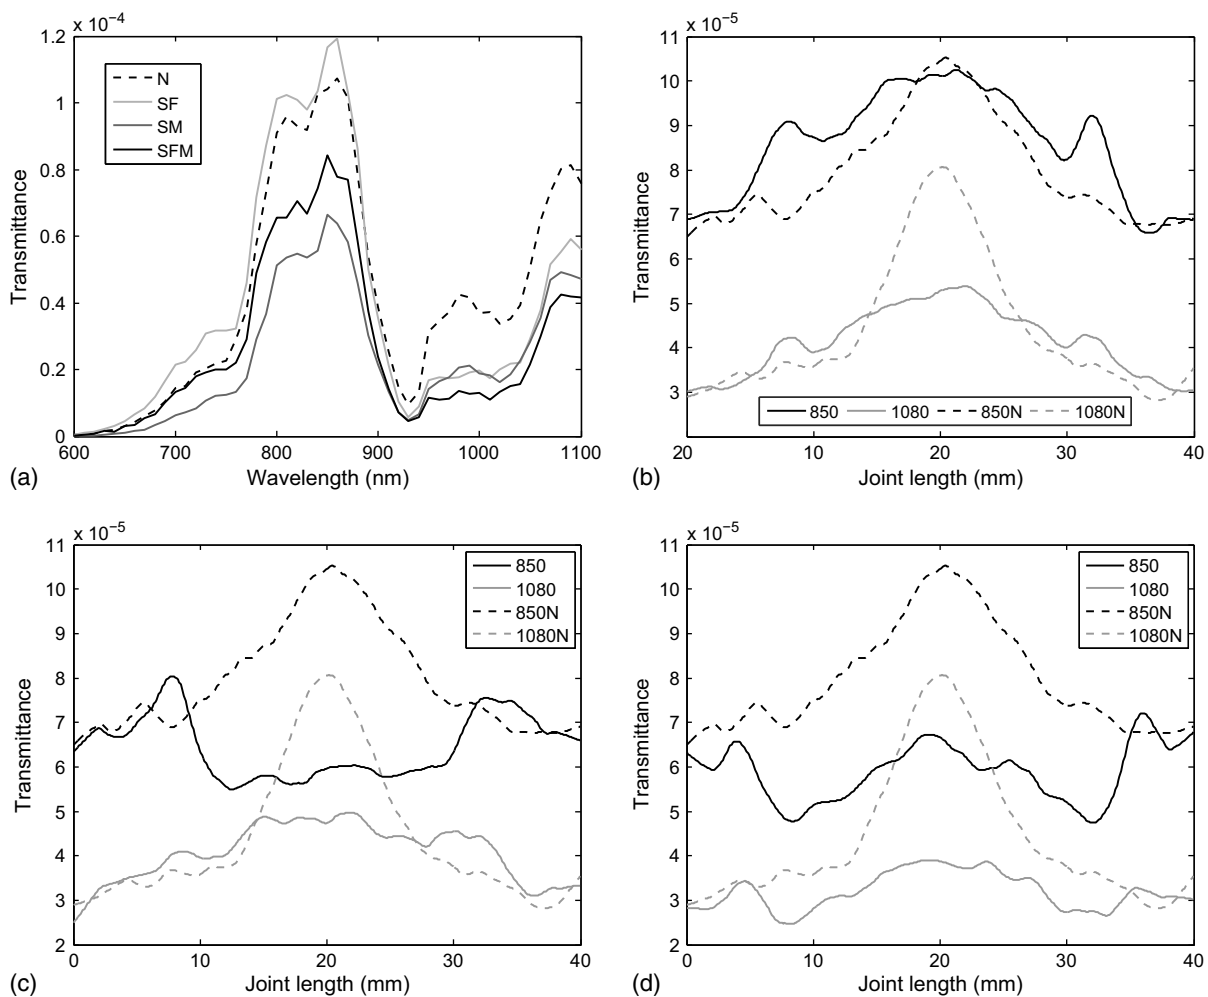 x 10−4
1.2
1
0.8
0.6
0.4
0.2
0
Transmittance
N
SF
SM
SFM
600
700
800
900
1000
1100
Wavelength (nm)
(a)
x 10−5
11
10
9
8
7
6
5
4
3
Transmittance
850
1080
850N
1080N
20
10
20
30
40
Joint length (mm)
(b)
x 10−5
11
10
9
8
7
6
5
4
3
2
Transmittance
850
1080
850N
1080N
0
10
20
30
40
Joint length (mm)
(c)
x 10−5
11
10
9
8
7
6
5
4
3
2
Transmittance
850
1080
850N
1080N
0
10
20
30
40
Joint length (mm)
(d)